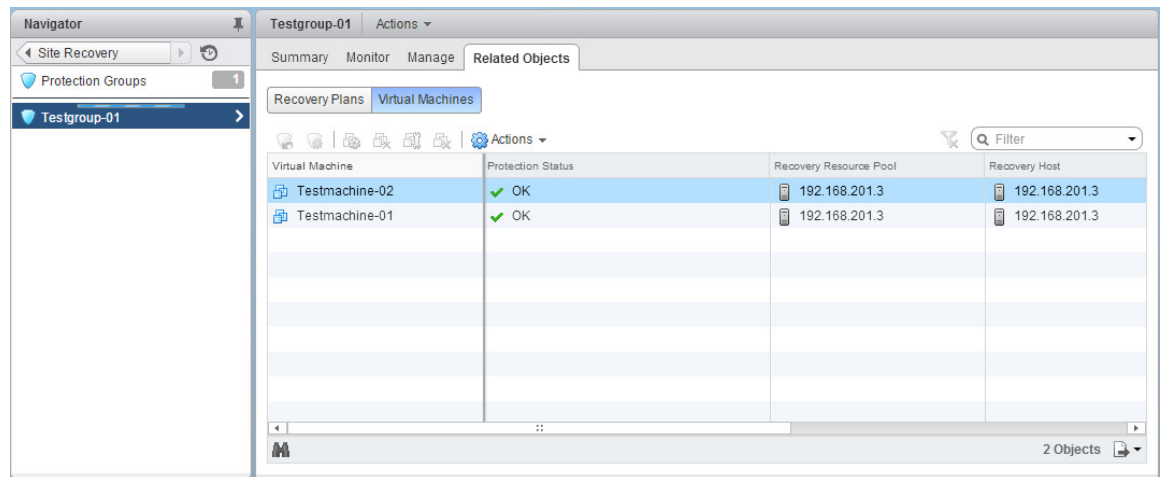 Navigator
Site Recovery
Protection Groups 1
Testgroup-01
Testgroup-01 Actions
Summary Monitor Manage Related Objects
Recovery Plans Virtual Machines
Actions Filter
Virtual Machine Protection Status Recovery Resource Pool Recovery Host
Testmachine-02 OK 192.168.201.3 192.168.201.3
Testmachine-01 OK 192.168.201.3 192.168.201.3
2 Objects